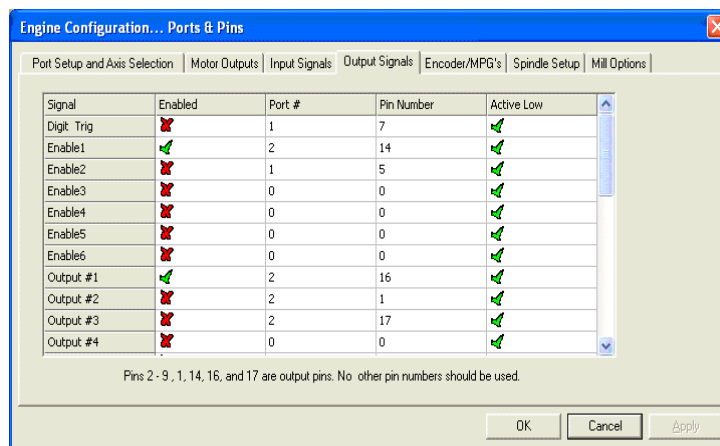 Engine Configuration... Ports & Pins
Port Setup and Axis Selection Motor Outputs Input Signals Output Signals Encoder/MPG's Spindle Setup Mill Options
Signal Enabled Port # Pin Number Active Low
Digit Trig 1 7
Enable1 2 14
Enable2 1 5
Enable3 0 0
Enable4 0 0
Enable5 0 0
Enable6 0 0
Output #1 2 16
Output #2 2 1
Output #3 2 17
Output #4 0 0
Pins 2 - 9 , 1, 14, 16, and 17 are output pins. No other pin numbers should be used.
OK Cancel Apply